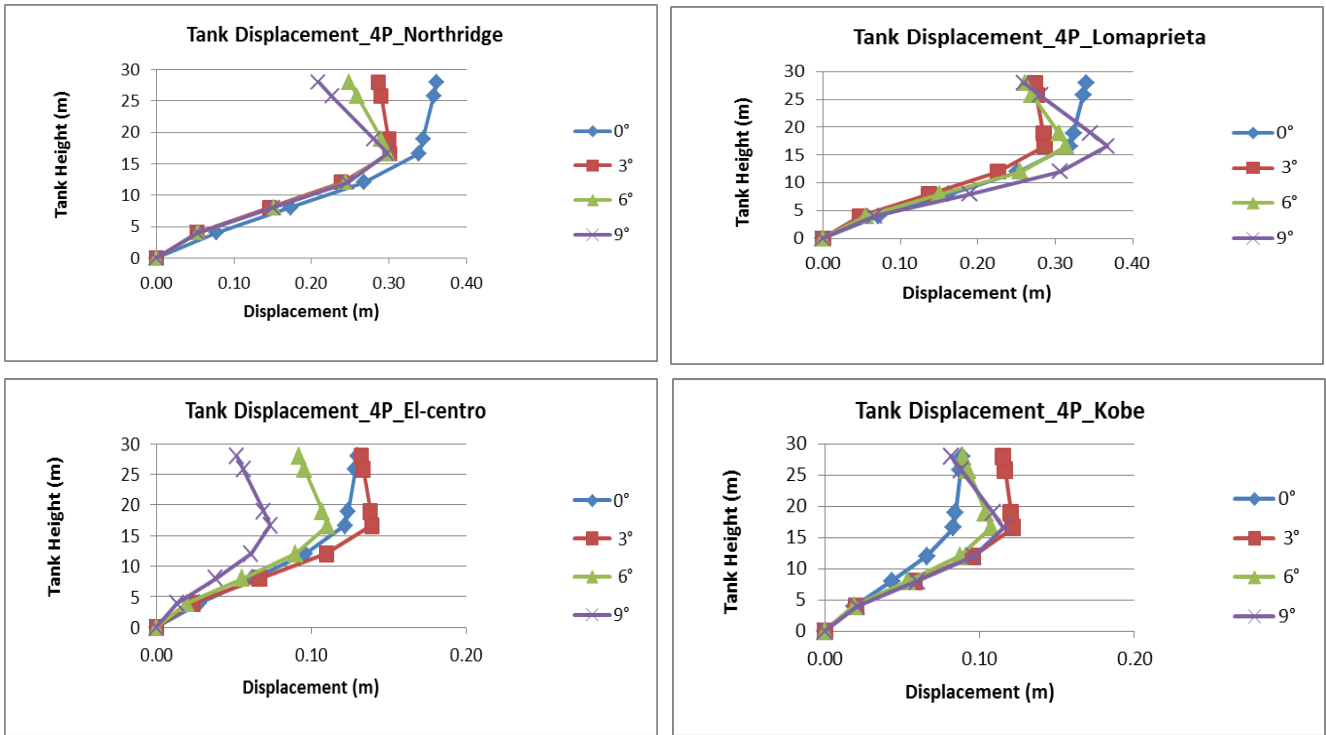 Tank Displacement_4P_Northridge
Tank Height (m)
30
25
20
15
10
5
0
0.00 0.10 0.20 0.30 0.40
Displacement (m)
0°
3°
6°
9°
Tank Displacement_4P_Lomaprieta
Tank Height (m)
30
25
20
15
10
5
0
0.00 0.10 0.20 0.30 0.40
Displacement (m)
0°
3°
6°
9°
Tank Displacement_4P_El-centro
Tank Height (m)
30
25
20
15
10
5
0
0.00 0.10 0.20
Displacement (m)
0°
3°
6°
9°
Tank Displacement_4P_Kobe
Tank Height (m)
30
25
20
15
10
5
0
0.00 0.10 0.20
Displacement (m)
0°
3°
6°
9°